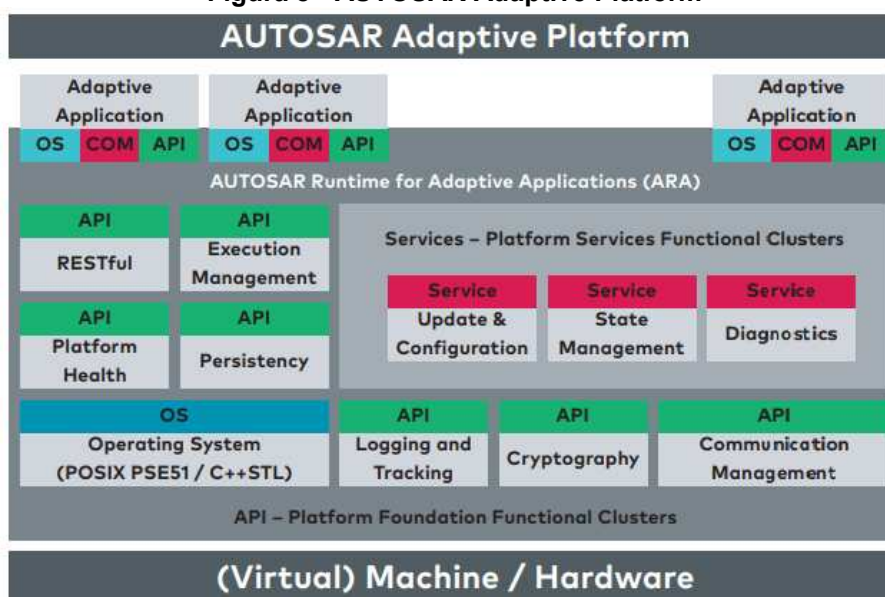 AUTOSAR Adaptive Platform
Adaptive
Application
OS COM API
Adaptive
Application
OS COM API
Adaptive
Application
OS COM API
AUTOSAR Runtime for Adaptive Applications (ARA)
API
RESTful
API
Execution
Management
Services – Platform Services Functional Clusters
Service
Update &
Configuration
Service
State
Management
Service
Diagnostics
API
Platform
Health
API
Persistency
OS
Operating System
(POSIX PSE51 / C++STL)
API
Logging and
Tracking
API
Cryptography
API
Communication
Management
API – Platform Foundation Functional Clusters
(Virtual) Machine / Hardware